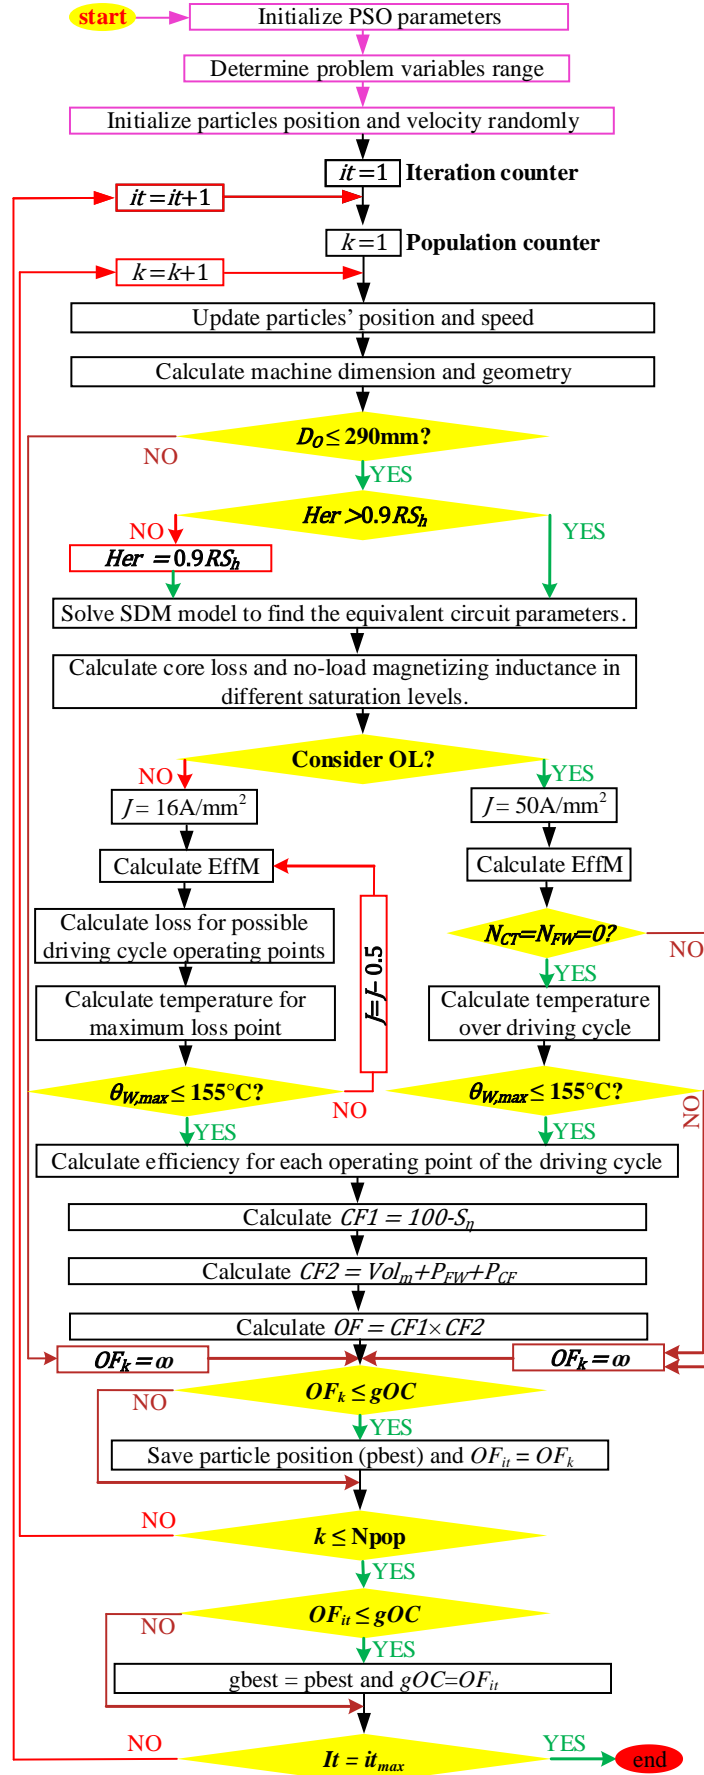 start
Initialize PSO parameters
Determine problem variables range
Initialize particles position and velocity randomly
it=1 Iteration counter
it=it+1
k=1 Population counter
k=k+1
Update particles' position and speed
Calculate machine dimension and geometry
D_O ≤ 290mm?
NO
YES
Her >0.9RS_h
NO
YES
Her = 0.9RS_h
Solve SDM model to find the equivalent circuit parameters.
Calculate core loss and no-load magnetizing inductance in
different saturation levels.
Consider OL?
NO
YES
J = 16A/mm²
J = 50A/mm²
Calculate EffM
Calculate EffM
Calculate loss for possible
driving cycle operating points
J=J-0.5
N_CT=N_FW=0?
NO
YES
Calculate temperature for
maximum loss point
Calculate temperature
over driving cycle
θ_W,max ≤ 155°C?
NO
YES
θ_W,max ≤ 155°C?
NO
YES
Calculate efficiency for each operating point of the driving cycle
Calculate CF1 = 100-S_η
Calculate CF2 = Vol_m+P_FW+P_CF
Calculate OF = CF1×CF2
OF_k = ∞
OF_k = ∞
OF_k ≤ gOC
NO
YES
Save particle position (pbest) and OF_it = OF_k
NO
k ≤ Npop
YES
OF_it ≤ gOC
NO
YES
gbest = pbest and gOC=OF_it
NO
It = it_max
YES
end